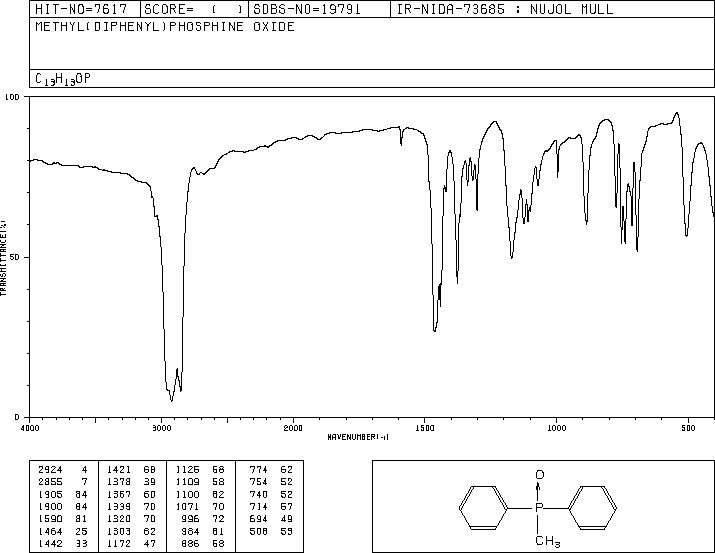 HIT-NO=7617 SCORE= ( ) SDBS-NO=19791 IR-NIDA-73685 : NUJOL MULL
METHYL(DIPHENYL)PHOSPHINE OXIDE
C13H13OP
100
50
0
TRANSMITTANCE(%)
4000 3000 2000 1500 1000 500
WAVENUMBER(-1)
2924 4 1421 68 1126 58 774 62
2855 7 1378 39 1109 58 754 52
1905 84 1367 60 1100 62 740 52
1900 84 1339 70 1071 70 714 57
1590 81 1320 70 996 72 694 49
1464 25 1303 62 984 81 508 53
1442 33 1172 47 886 58
O
P
CH3